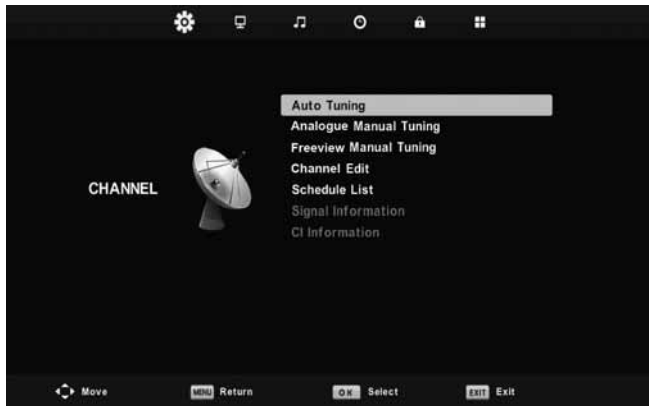 Auto Tuning
Analogue Manual Tuning
Freeview Manual Tuning
Channel Edit
CHANNEL
Schedule List
Signal Information
CI Information
Move MENU Return OK Select EXIT Exit